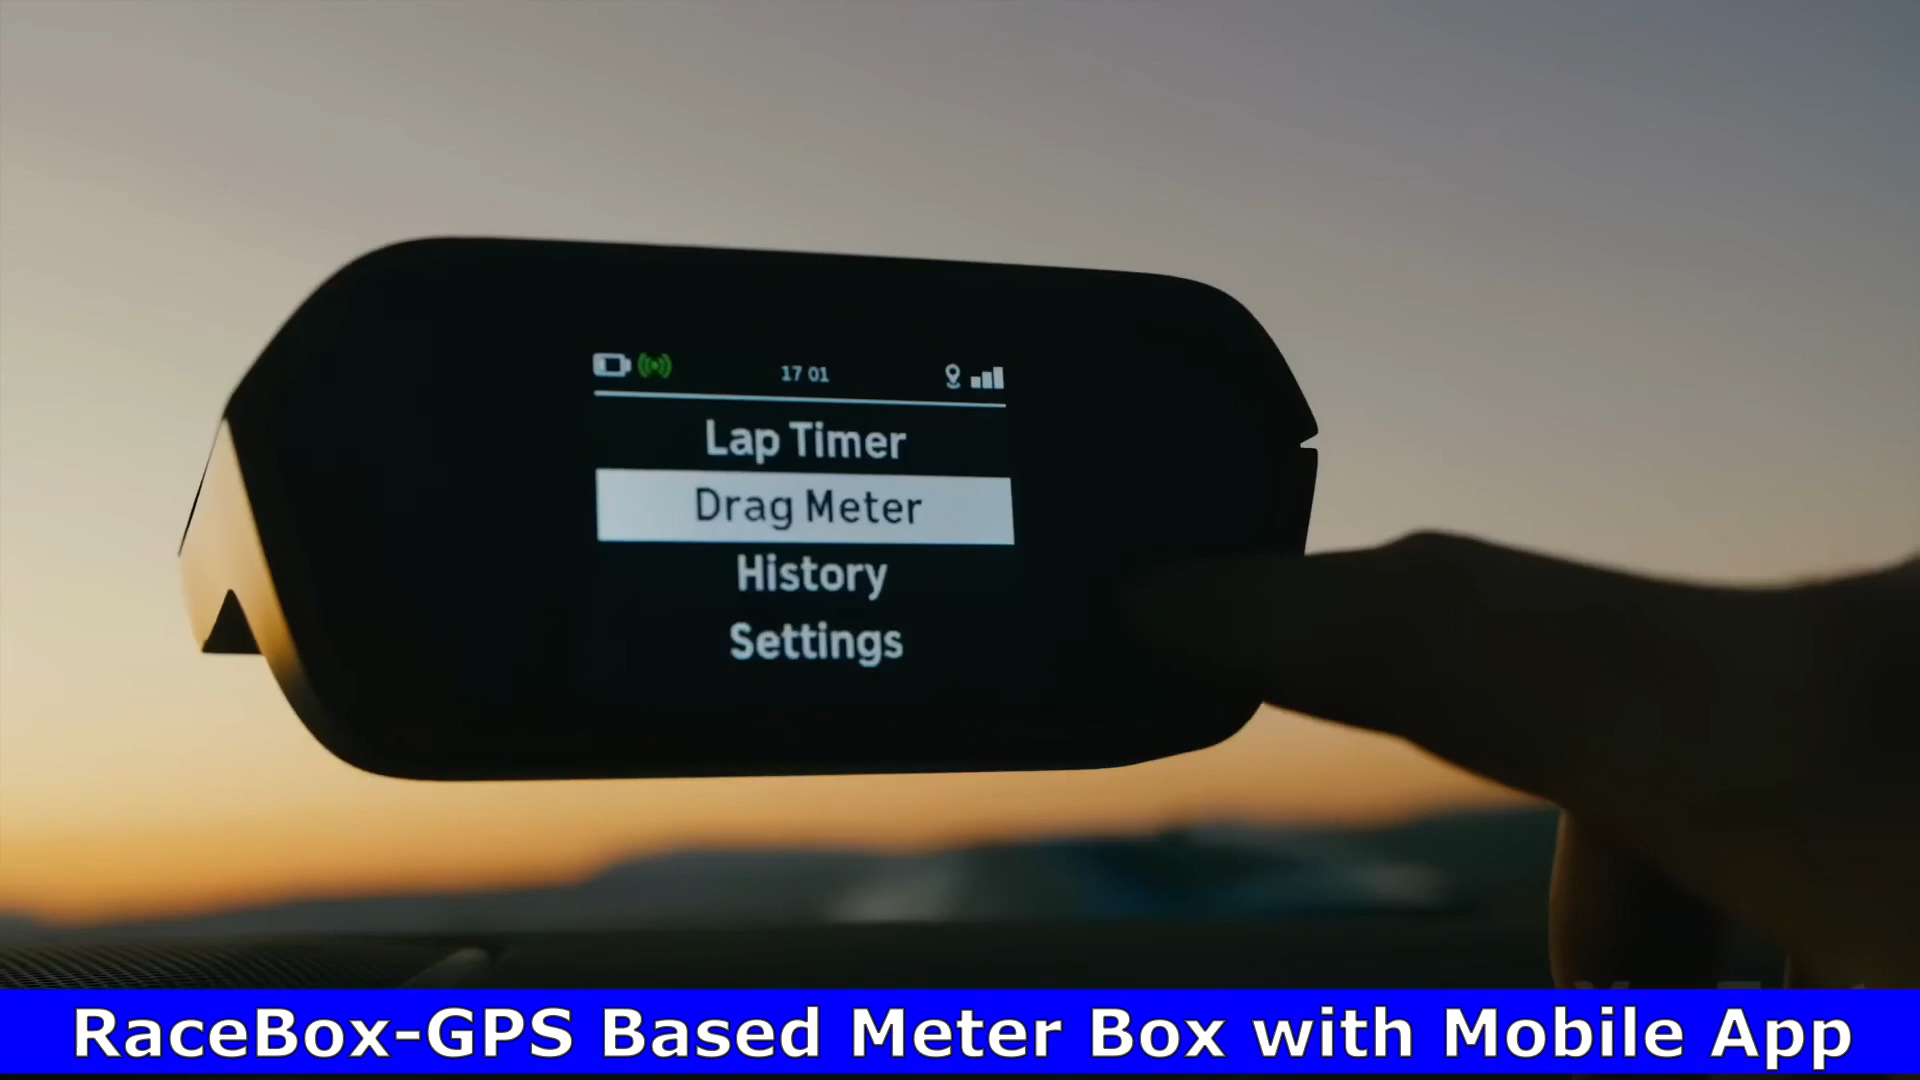 17 01
Lap Timer
Drag Meter
History
Settings
RaceBox-GPS Based Meter Box with Mobile App